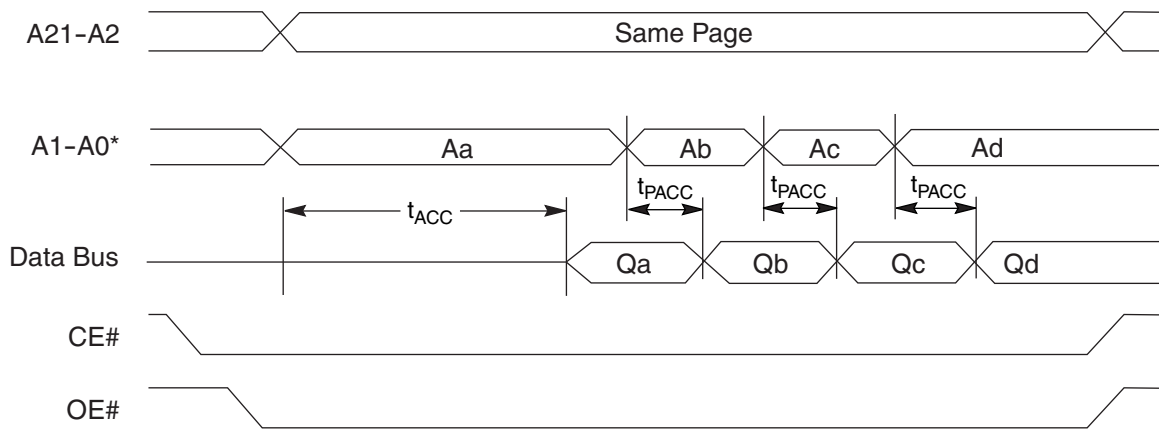 A21-A2
Same Page
A1-A0*
Aa
Ab
Ac
Ad
tACC
tPACC
tPACC
tPACC
Data Bus
Qa
Qb
Qc
Qd
CE#
OE#